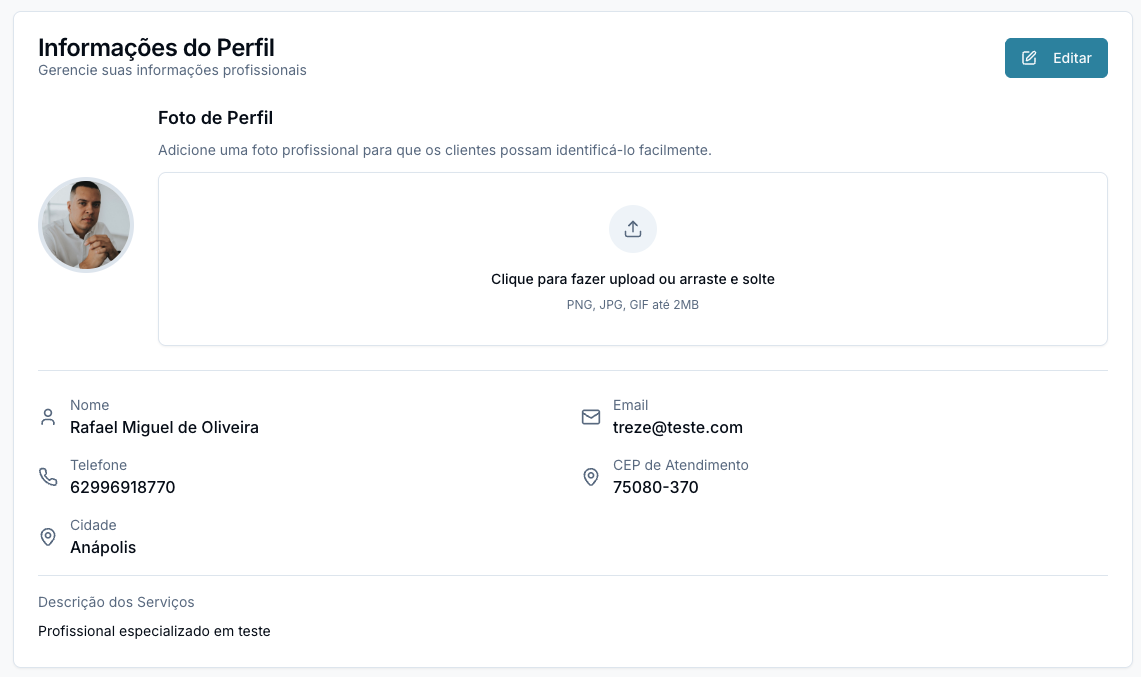 Informações do Perfil
Gerencie suas informações profissionais
Editar
Foto de Perfil
Adicione uma foto profissional para que os clientes possam identificá-lo facilmente.
Clique para fazer upload ou arraste e solte
PNG, JPG, GIF até 2MB
Nome
Rafael Miguel de Oliveira
Email
treze@teste.com
Telefone
62996918770
CEP de Atendimento
75080-370
Cidade
Anápolis
Descrição dos Serviços
Profissional especializado em teste